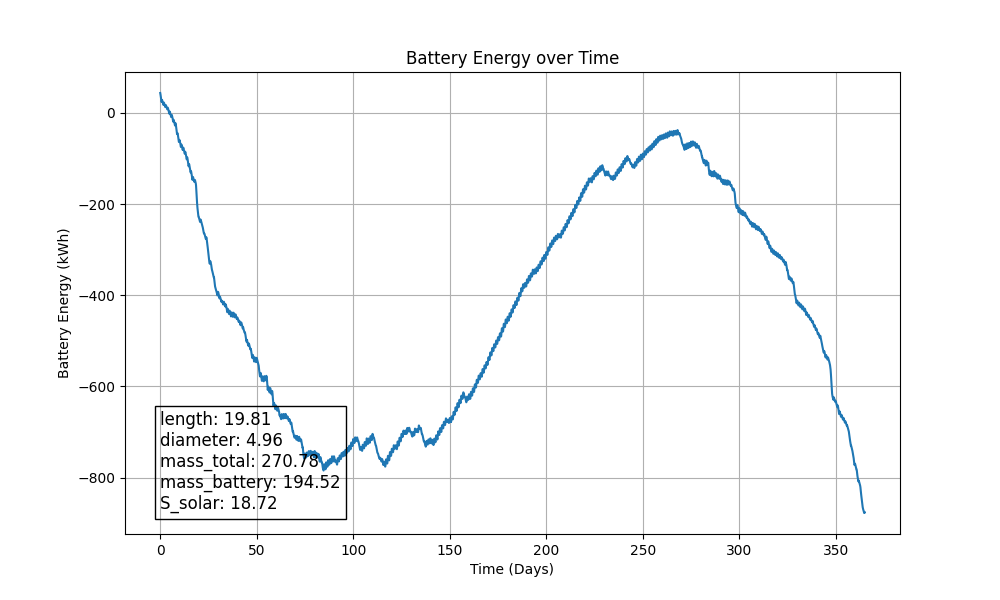 Battery Energy over Time
Battery Energy (kWh)
0
−200
−400
−600
−800
length: 19.81
diameter: 4.96
mass_total: 270.78
mass_battery: 194.52
S_solar: 18.72
0 50 100 150 200 250 300 350
Time (Days)